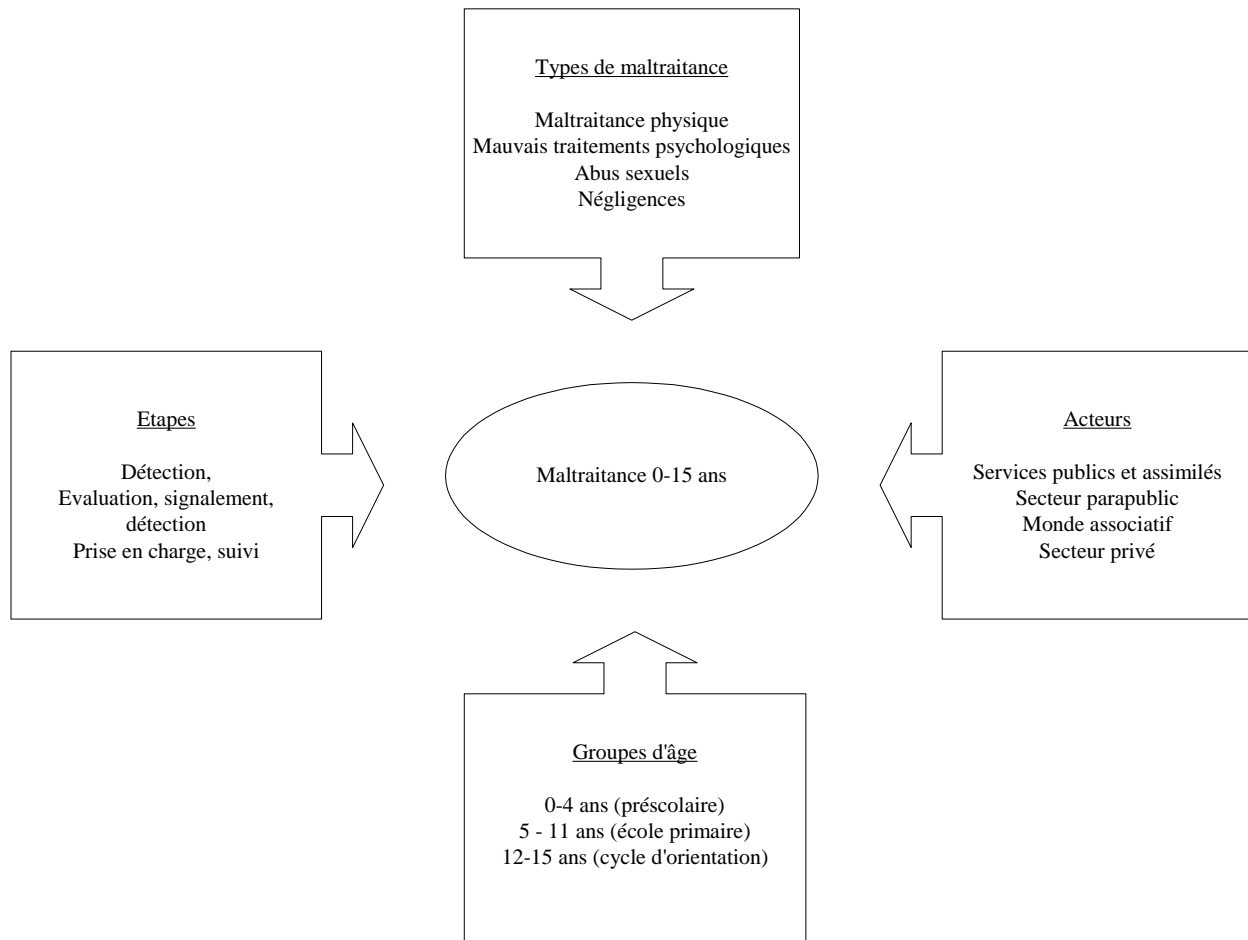 Types de maltraitance
Maltraitance physique
Mauvais traitements psychologiques
Abus sexuels
Négligences
Etapes
Détection,
Evaluation, signalement,
détection
Prise en charge, suivi
Maltraitance 0-15 ans
Acteurs
Services publics et assimilés
Secteur parapublic
Monde associatif
Secteur privé
Groupes d'âge
0-4 ans (préscolaire)
5 - 11 ans (école primaire)
12-15 ans (cycle d'orientation)